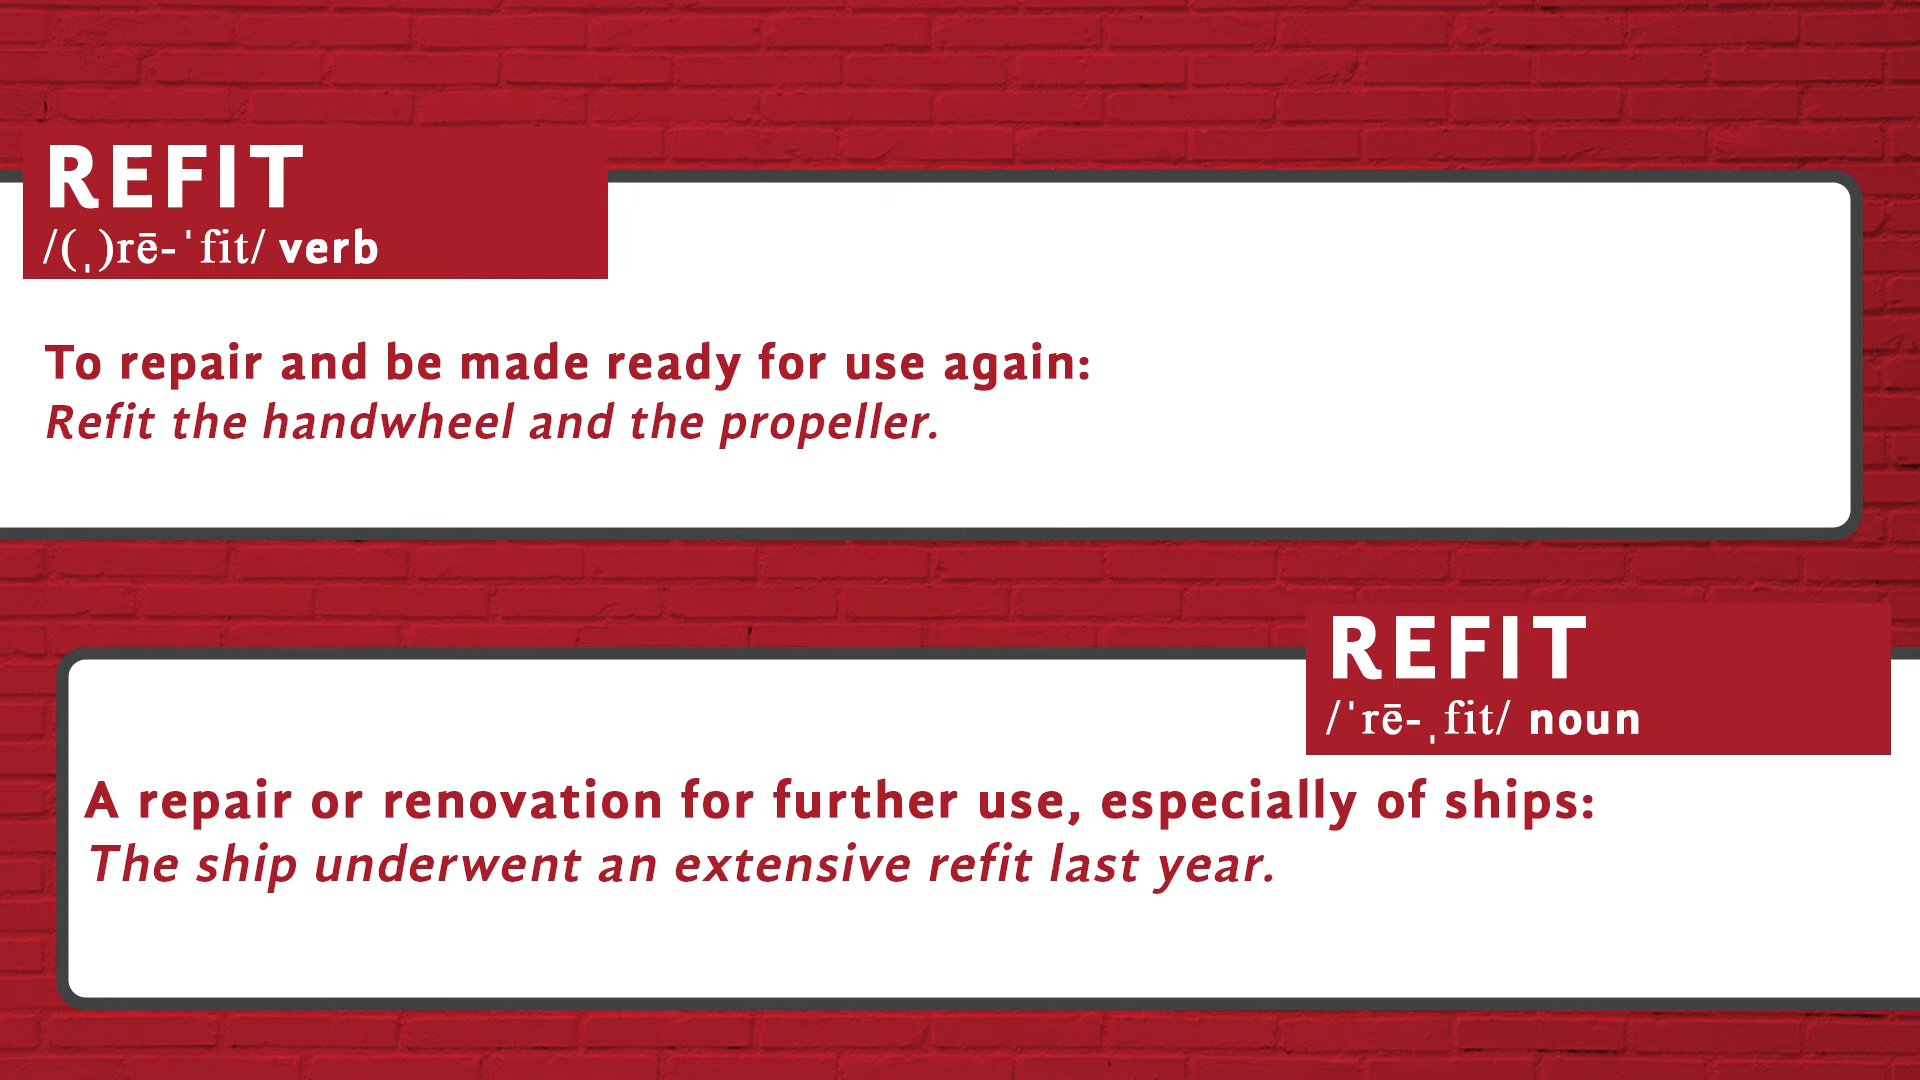 REFIT
/(ˌ)rē-ˈfit/ verb
To repair and be made ready for use again:
Refit the handwheel and the propeller.
REFIT
/ˈrē-ˌfit/ noun
A repair or renovation for further use, especially of ships:
The ship underwent an extensive refit last year.